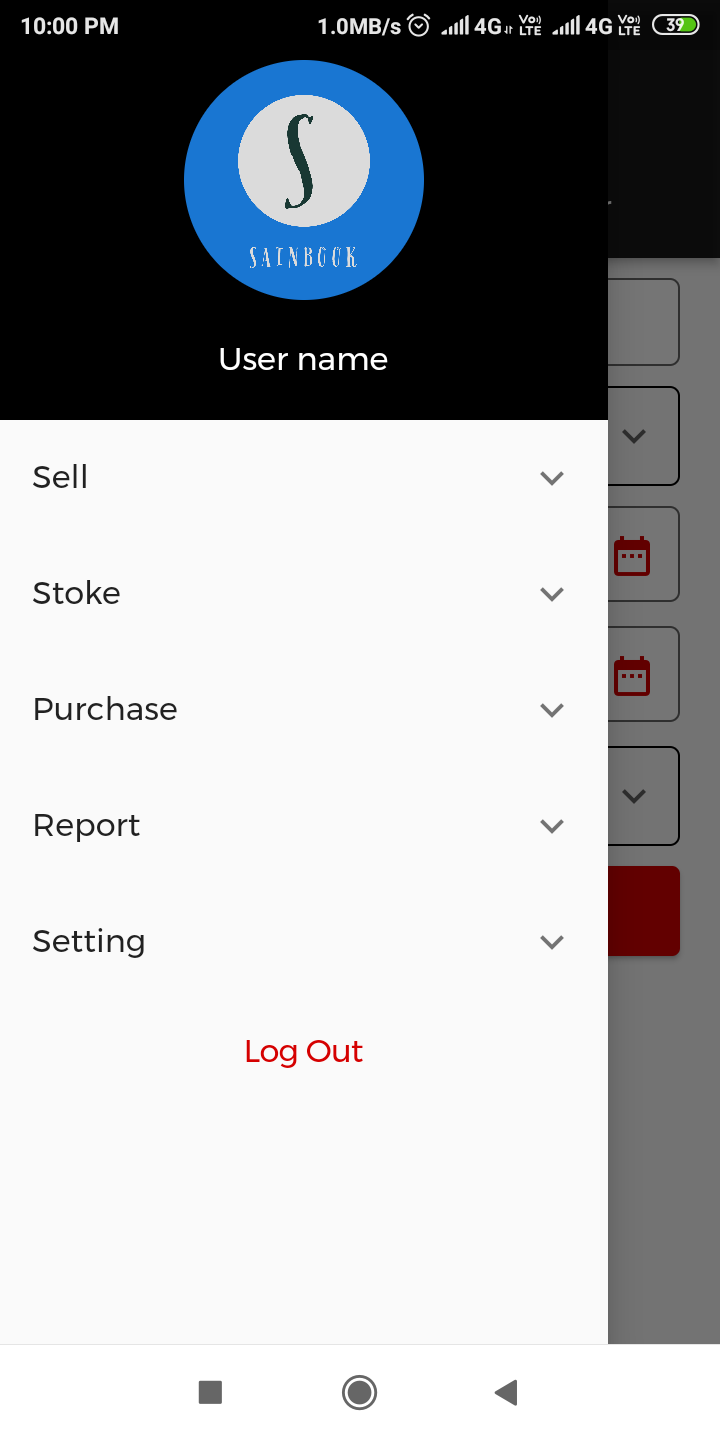 10:00 PM 1.0MB/s 4G Vo) LTE 4G Vo) LTE 39
S
SAINBOOK
User name
Sell
Stoke
Purchase
Report
Setting
Log Out